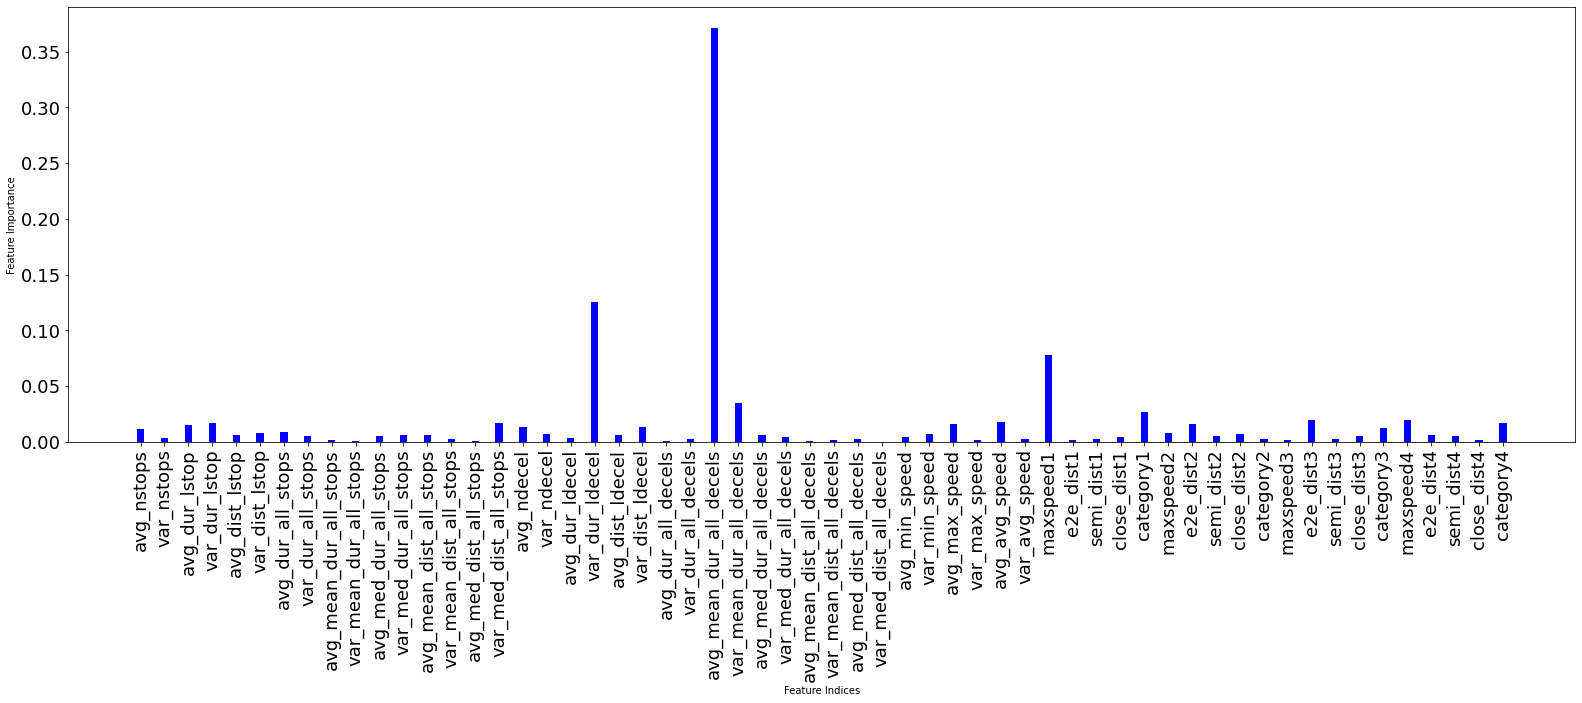 Feature Importance
0.35
0.30
0.25
0.20
0.15
0.10
0.05
0.00
avg_nstops
var_nstops
avg_dur_lstop
var_dur_lstop
avg_dist_lstop
var_dist_lstop
avg_dur_all_stops
var_dur_all_stops
avg_mean_dur_all_stops
var_mean_dur_all_stops
avg_med_dur_all_stops
var_med_dur_all_stops
avg_mean_dist_all_stops
var_mean_dist_all_stops
avg_med_dist_all_stops
var_med_dist_all_stops
avg_ndecel
var_ndecel
avg_dur_ldecel
var_dur_ldecel
avg_dist_ldecel
var_dist_ldecel
avg_dur_all_decels
var_dur_all_decels
avg_mean_dur_all_decels
var_mean_dur_all_decels
avg_med_dur_all_decels
var_med_dur_all_decels
avg_mean_dist_all_decels
var_mean_dist_all_decels
avg_med_dist_all_decels
var_med_dist_all_decels
avg_min_speed
var_min_speed
avg_max_speed
var_max_speed
avg_avg_speed
var_avg_speed
maxspeed1
e2e_dist1
semi_dist1
close_dist1
category1
maxspeed2
e2e_dist2
semi_dist2
close_dist2
category2
maxspeed3
e2e_dist3
semi_dist3
close_dist3
category3
maxspeed4
e2e_dist4
semi_dist4
close_dist4
category4
Feature Indices